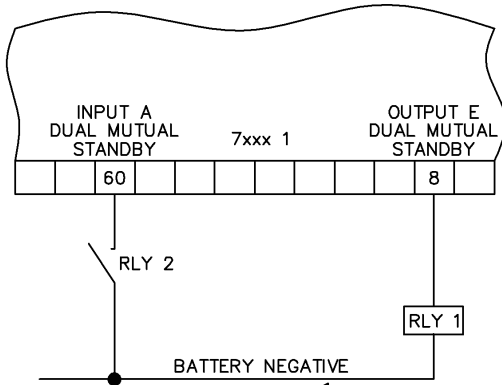 INPUT A
DUAL MUTUAL
STANDBY
7xxx 1
OUTPUT E
DUAL MUTUAL
STANDBY
60
8
RLY 2
RLY 1
BATTERY NEGATIVE